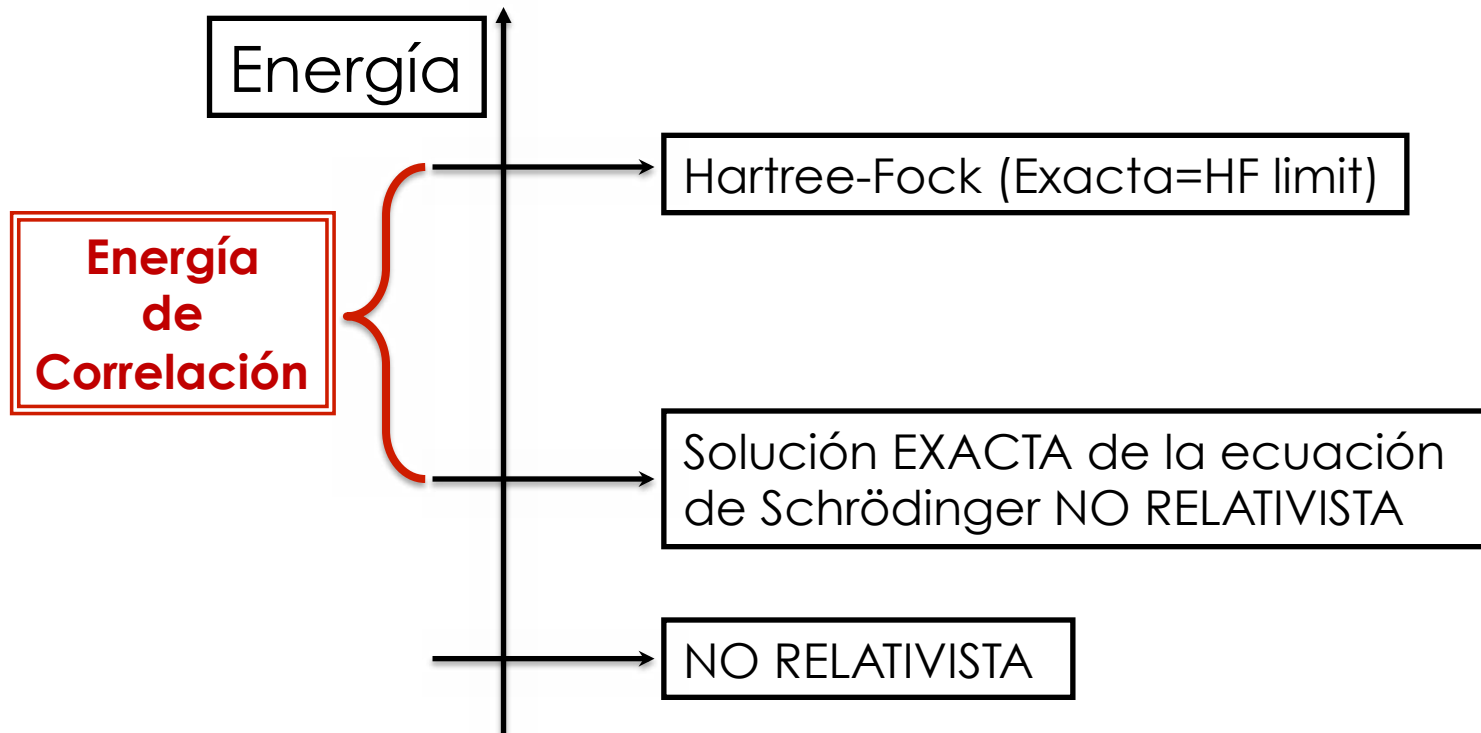 Energía
Hartree-Fock (Exacta=HF limit)
Energía
de
Correlación
Solución EXACTA de la ecuación
de Schrödinger NO RELATIVISTA
NO RELATIVISTA